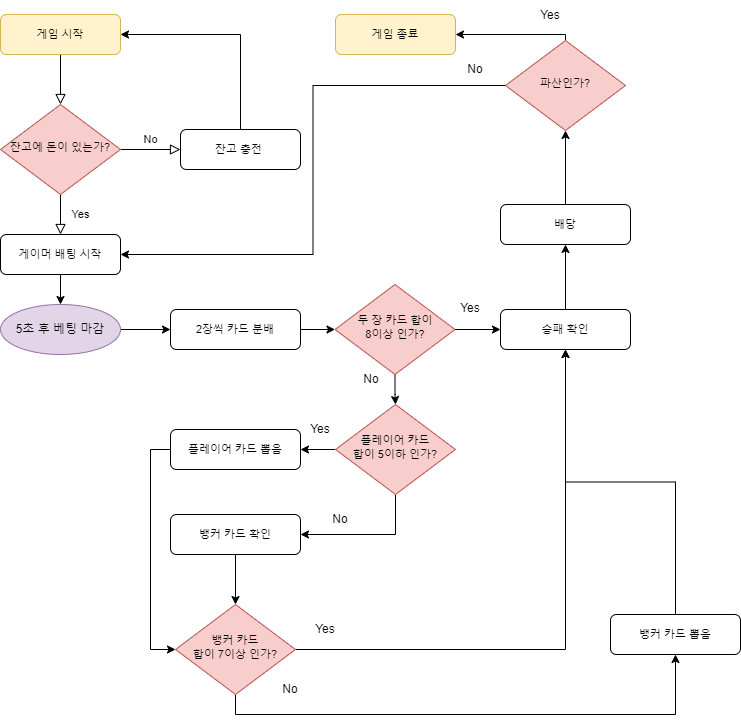 게임 시작
게임 종료
Yes
파산인가?
No
잔고에 돈이 있는가?
No
잔고 충전
Yes
게이머 배팅 시작
배당
5초 후 베팅 마감
2장씩 카드 분배
두 장 카드 합이
8이상 인가?
Yes
승패 확인
No
플레이어 카드
합이 5이하 인가?
Yes
플레이어 카드 뽑음
No
뱅커 카드 확인
뱅커 카드
합이 7이상 인가?
Yes
뱅커 카드 뽑음
No